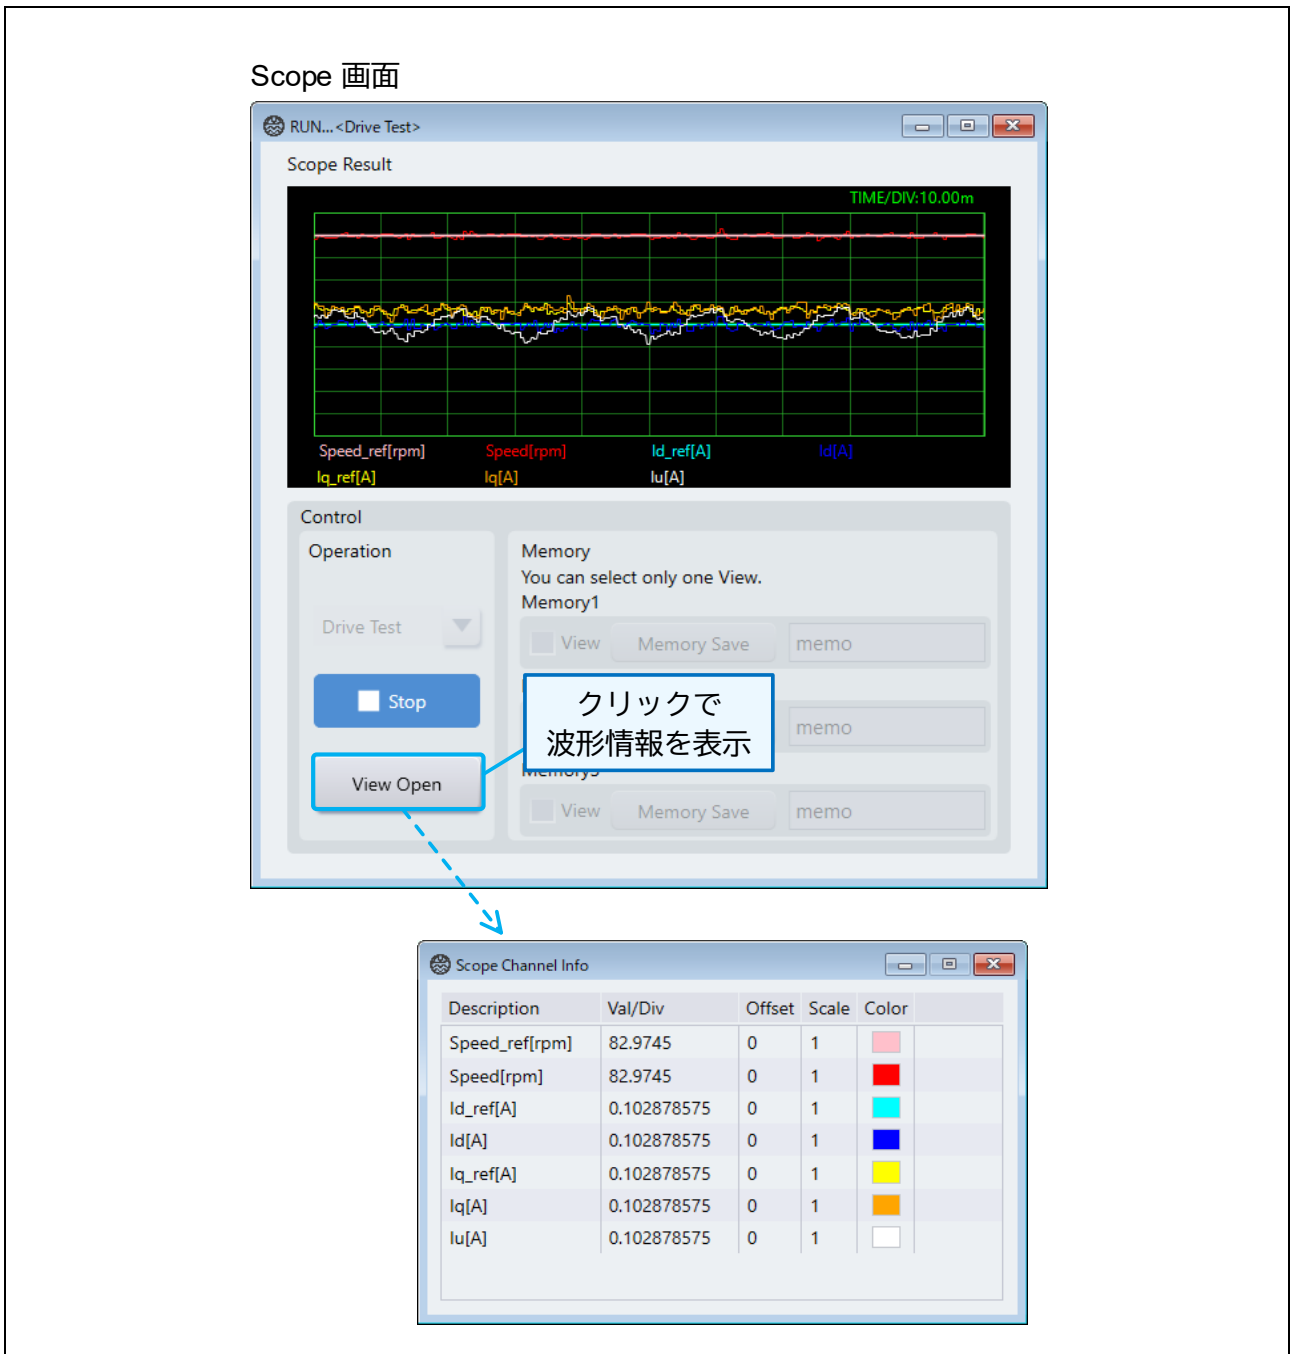 Scope 画面
RUN...<Drive Test>
Scope Result
TIME/DIV:10.00m
Speed_ref[rpm] Speed[rpm] Id_ref[A] Id[A]
Iq_ref[A] Iq[A] Iu[A]
Control
Operation
Drive Test
Stop
View Open
Memory
You can select only one View.
Memory1
View Memory Save memo
クリックで
波形情報を表示
memo
Memory3
View Memory Save memo
Scope Channel Info
Description Val/Div Offset Scale Color
Speed_ref[rpm] 82.9745 0 1
Speed[rpm] 82.9745 0 1
Id_ref[A] 0.102878575 0 1
Id[A] 0.102878575 0 1
Iq_ref[A] 0.102878575 0 1
Iq[A] 0.102878575 0 1
Iu[A] 0.102878575 0 1